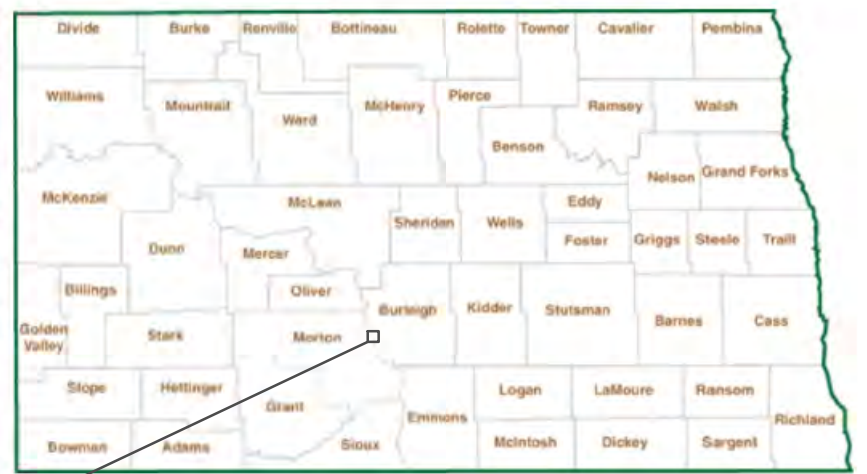 Divide Burke Renville Bottineau Rolette Towner Cavalier Pembina
Williams Mountrail Ward McHenry Pierce Ramsey Walsh
Benson Nelson Grand Forks
McKenzie McLean Sheridan Wells Eddy
Dunn Mercer Foster Griggs Steele Traill
Billings Oliver Burleigh Kidder Stutsman Barnes Cass
Golden
Valley
Stark Morton
Slope Hettinger Grant Emmons Logan LaMoure Ransom Richland
Bowman Adams Sioux McIntosh Dickey Sargent